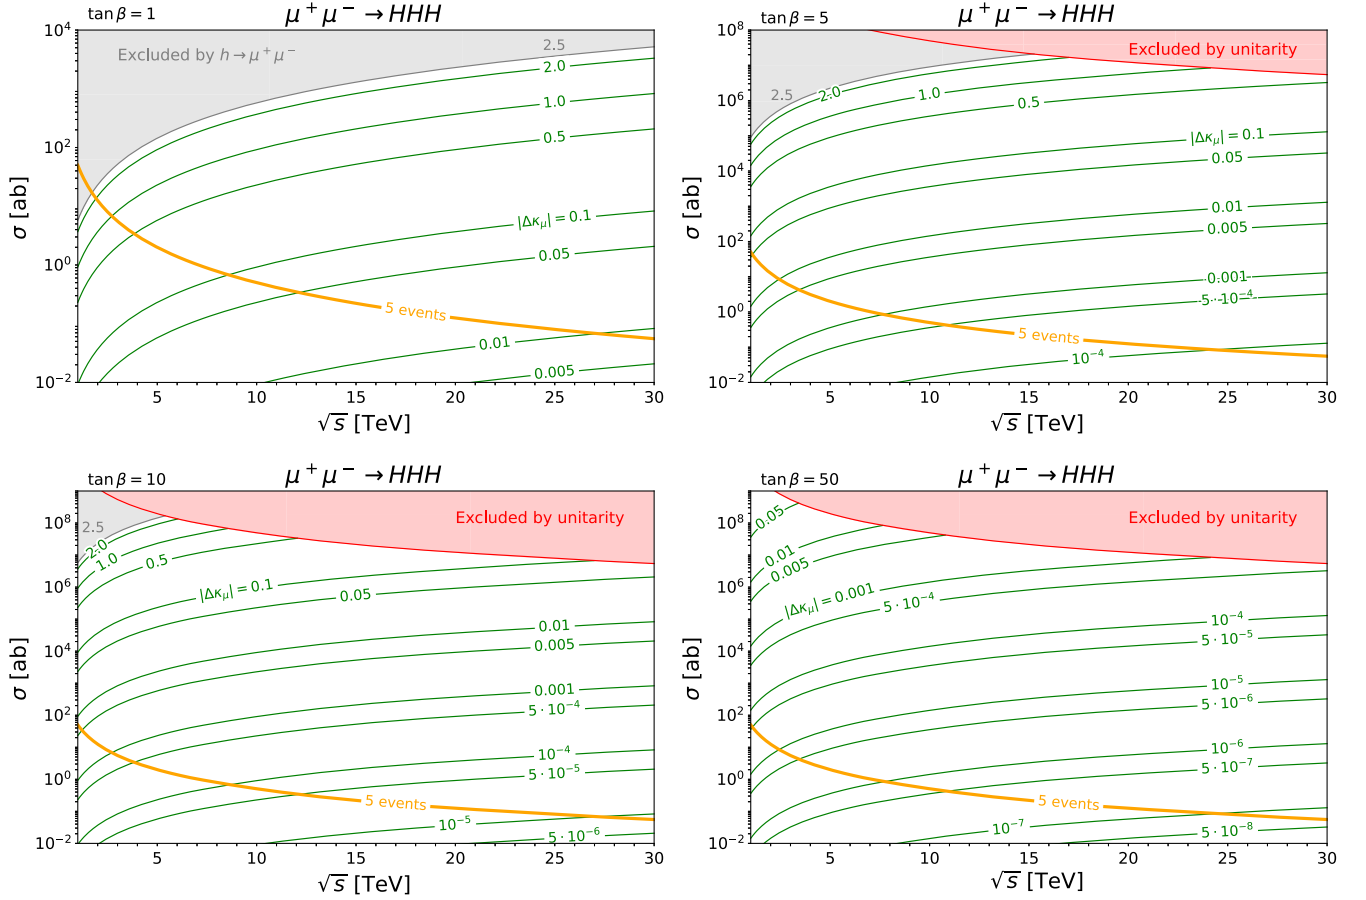 tan β = 1
μ⁺ μ⁻ → HHH
Excluded by h → μ⁺ μ⁻
2.5
2.0
1.0
0.5
|Δκμ| = 0.1
0.05
5 events
0.01
0.005
10⁴
10²
10⁰
10⁻²
σ [ab]
5 10 15 20 25 30
√s [TeV]
tan β = 5
μ⁺ μ⁻ → HHH
Excluded by unitarity
2.5
2.0
1.0
0.5
|Δκμ| = 0.1
0.05
0.01
0.005
0.001
5 · 10⁻⁴
5 events
10⁻⁴
10⁸
10⁶
10⁴
10²
10⁰
10⁻²
σ [ab]
5 10 15 20 25 30
√s [TeV]
tan β = 10
μ⁺ μ⁻ → HHH
Excluded by unitarity
2.5
2.0
1.0
0.5
|Δκμ| = 0.1
0.05
0.01
0.005
0.001
5 · 10⁻⁴
10⁻⁴
5 · 10⁻⁵
5 events
10⁻⁵
5 · 10⁻⁶
10⁸
10⁶
10⁴
10²
10⁰
10⁻²
σ [ab]
5 10 15 20 25 30
√s [TeV]
tan β = 50
μ⁺ μ⁻ → HHH
Excluded by unitarity
0.05
0.01
0.005
|Δκμ| = 0.001
5 · 10⁻⁴
10⁻⁴
5 · 10⁻⁵
10⁻⁵
5 · 10⁻⁶
10⁻⁶
5 · 10⁻⁷
5 events
10⁻⁷
5 · 10⁻⁸
10⁸
10⁶
10⁴
10²
10⁰
10⁻²
σ [ab]
5 10 15 20 25 30
√s [TeV]